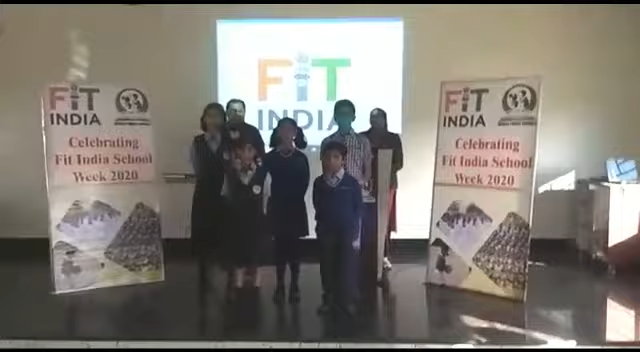 FiT
INDIA
FiT
INDIA
Celebrating
Fit India School
Week 2020
FiT
INDIA
Celebrating
Fit India School
Week 2020